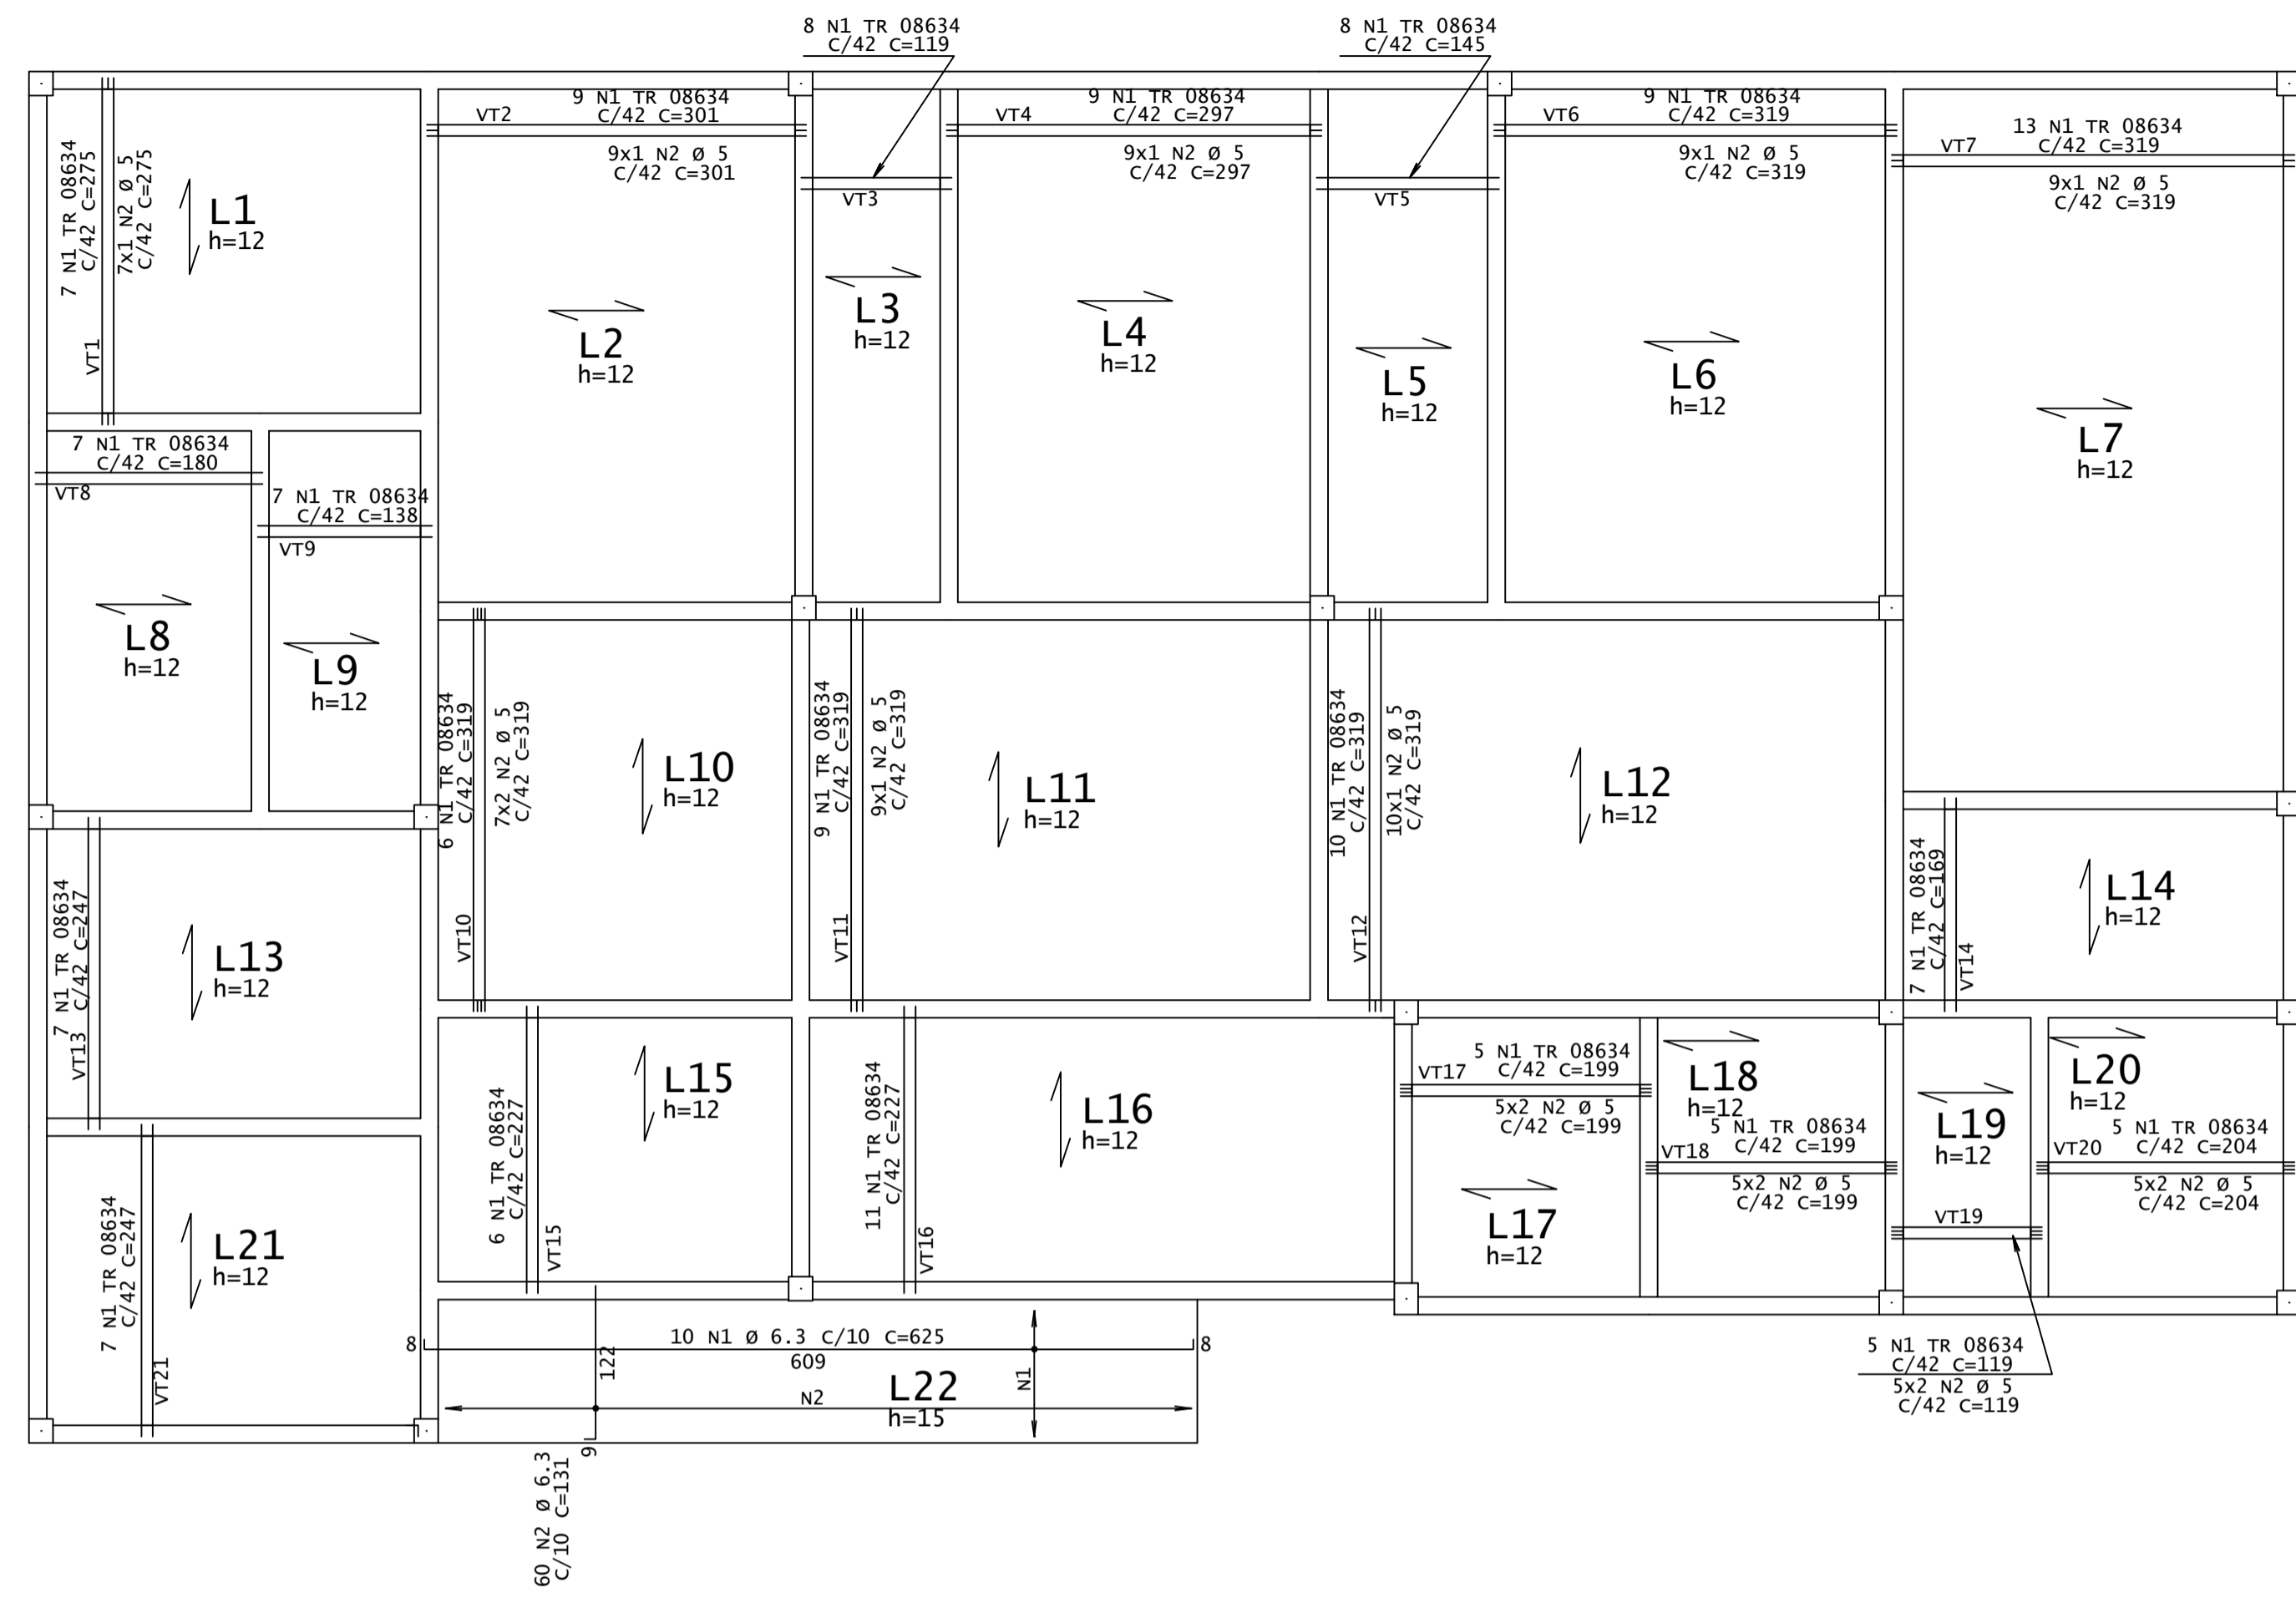 8 N1 TR 08634
C/42 C=119
8 N1 TR 08634
C/42 C=145
7 N1 TR 08634
C/42 C=275
7x1 N2 Ø 5
C/42 C=275
VT1
L1
h=12
VT2
9 N1 TR 08634
C/42 C=301
9x1 N2 Ø 5
C/42 C=301
L2
h=12
VT3
L3
h=12
VT4
9 N1 TR 08634
C/42 C=297
9x1 N2 Ø 5
C/42 C=297
L4
h=12
VT5
L5
h=12
VT6
9 N1 TR 08634
C/42 C=319
9x1 N2 Ø 5
C/42 C=319
L6
h=12
VT7
13 N1 TR 08634
C/42 C=319
9x1 N2 Ø 5
C/42 C=319
L7
h=12
7 N1 TR 08634
C/42 C=180
VT8
L8
h=12
7 N1 TR 08634
C/42 C=138
VT9
L9
h=12
6 N1 TR 08634
C/42 C=319
7x2 N2 Ø 5
C/42 C=319
VT10
L10
h=12
9 N1 TR 08634
C/42 C=319
9x1 N2 Ø 5
C/42 C=319
VT11
L11
h=12
10 N1 TR 08634
C/42 C=319
10x1 N2 Ø 5
C/42 C=319
VT12
L12
h=12
7 N1 TR 08634
C/42 C=247
VT13
L13
h=12
7 N1 TR 08634
C/42 C=169
VT14
L14
h=12
6 N1 TR 08634
C/42 C=227
VT15
L15
h=12
11 N1 TR 08634
C/42 C=227
VT16
L16
h=12
VT17
5 N1 TR 08634
C/42 C=199
5x2 N2 Ø 5
C/42 C=199
L17
h=12
L18
h=12
VT18
5 N1 TR 08634
C/42 C=199
5x2 N2 Ø 5
C/42 C=199
L19
h=12
VT19
5 N1 TR 08634
C/42 C=119
5x2 N2 Ø 5
C/42 C=119
L20
h=12
VT20
5 N1 TR 08634
C/42 C=204
5x2 N2 Ø 5
C/42 C=204
7 N1 TR 08634
C/42 C=247
VT21
L21
h=12
8
10 N1 Ø 6.3 C/10 C=625
8
609
122
N1
N2
L22
h=15
9
60 N2 Ø 6.3
C/10 C=131